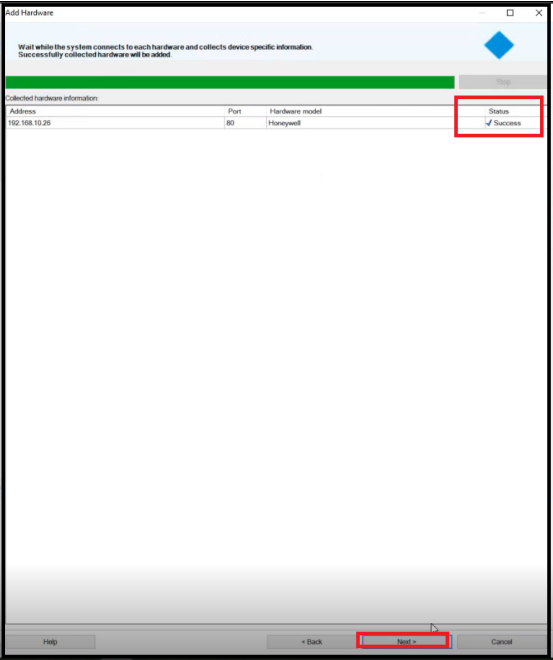 Add Hardware
Wait while the system connects to each hardware and collects device specific information.
Successfully collected hardware will be added.
Stop
Collected hardware information:
Address Port Hardware model Status
192.168.10.26 80 Honeywell Success
Help < Back Next > Cancel